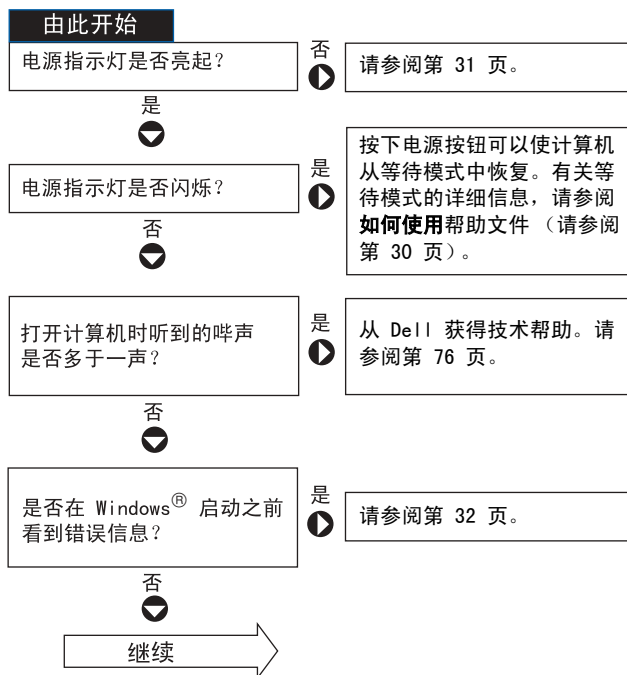 由此开始
电源指示灯是否亮起？
否
请参阅第 31 页。
是
电源指示灯是否闪烁？
是
按下电源按钮可以使计算机
从等待模式中恢复。有关等
待模式的详细信息，请参阅
如何使用帮助文件 （请参阅
第 30 页）。
否
打开计算机时听到的哔声
是否多于一声？
是
从 Dell 获得技术帮助。请
参阅第 76 页。
否
是否在 Windows® 启动之前
看到错误信息？
是
请参阅第 32 页。
否
继续